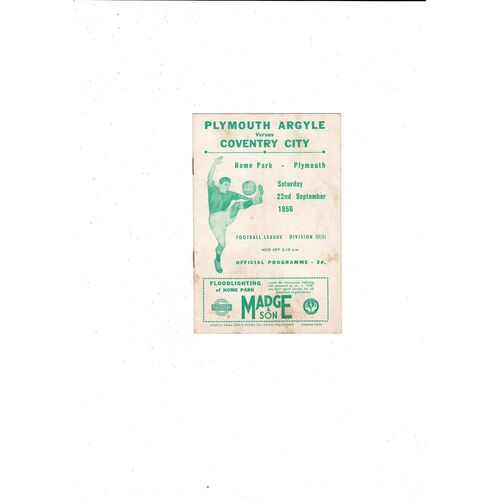 PLYMOUTH ARGYLE
Versus
COVENTRY CITY
Home Park - Plymouth
Saturday
22nd September
1956
FOOTBALL LEAGUE DIVISION III(S)
KICK OFF 3.15 p.m.
OFFICIAL PROGRAMME - 3d.
FLOODLIGHTING
of HOME PARK
MADGE
& SON